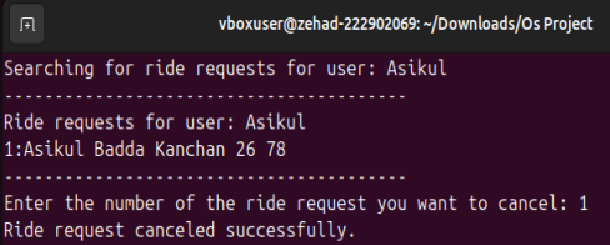 vboxuser@zehad-222902069: ~/Downloads/Os Project
Searching for ride requests for user: Asikul
----------------------------------------
Ride requests for user: Asikul
1:Asikul Badda Kanchan 26 78
----------------------------------------
Enter the number of the ride request you want to cancel: 1
Ride request canceled successfully.